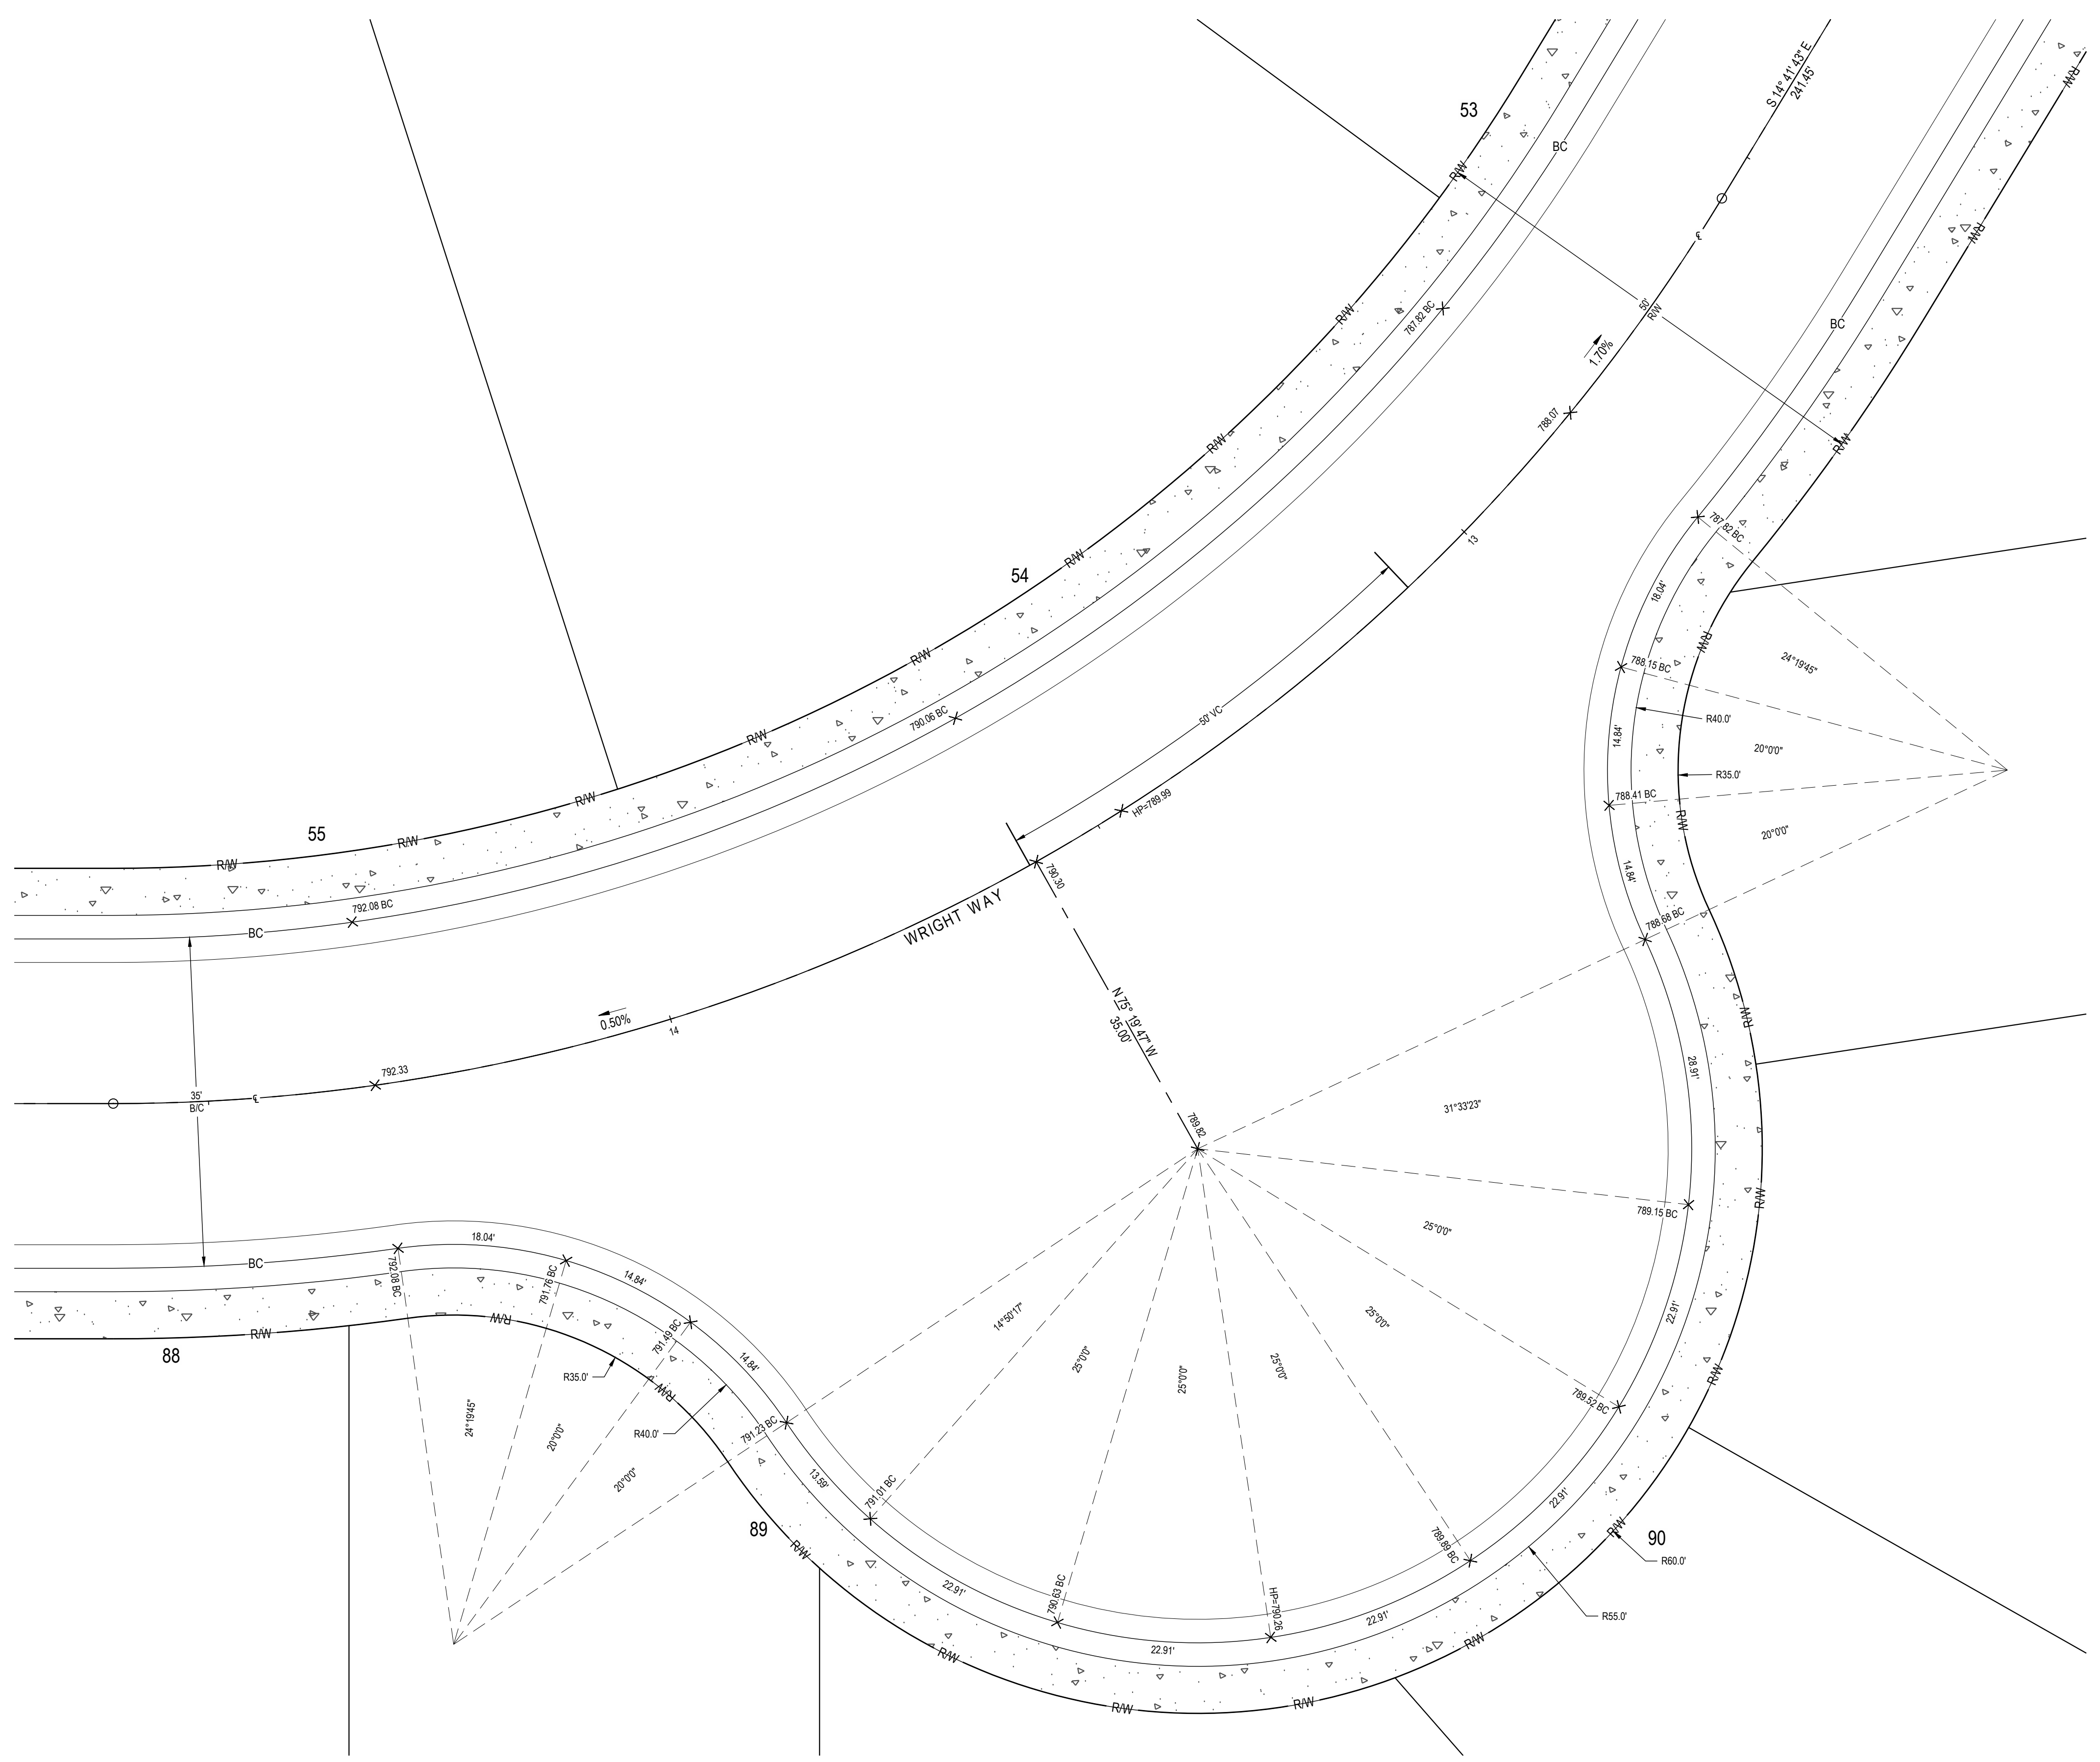 S 14° 41' 43" E
241.45'
R/W
53
BC
R/W
R/W
℄
50'
R/W
R/W
787.82 BC
BC
1.70%
788.07
R/W
R/W
13
787.82 BC
R/W
54
18.04'
R/W
24°19'45"
R/W
788.15 BC
R40.0'
790.06 BC
50' VC
14.84'
20°0'0"
R/W
R35.0'
R/W
HP=789.99
788.41 BC
R/W
20°0'0"
55
R/W
R/W
790.30
14.84'
792.08 BC
WRIGHT WAY
788.68 BC
BC
0.50%
14
N 75° 19' 47" W
35.00'
R/W
792.33
28.91'
35'
B/C
℄
789.82
31°33'23"
R/W
789.15 BC
18.04'
25°0'0"
BC
792.08 BC
791.76 BC
14.84'
22.91'
R/W
R/W
88
791.49 BC
14°50'17"
25°0'0"
R35.0'
14.84'
25°0'0"
25°0'0"
25°0'0"
R/W
R/W
789.52 BC
24°19'45"
20°0'0"
R40.0'
791.23 BC
20°0'0"
13.59'
791.01 BC
22.91'
89
R/W
789.89 BC
R/W
90
R60.0'
22.91'
790.63 BC
HP=790.26
22.91'
22.91'
R55.0'
R/W
R/W
R/W
R/W